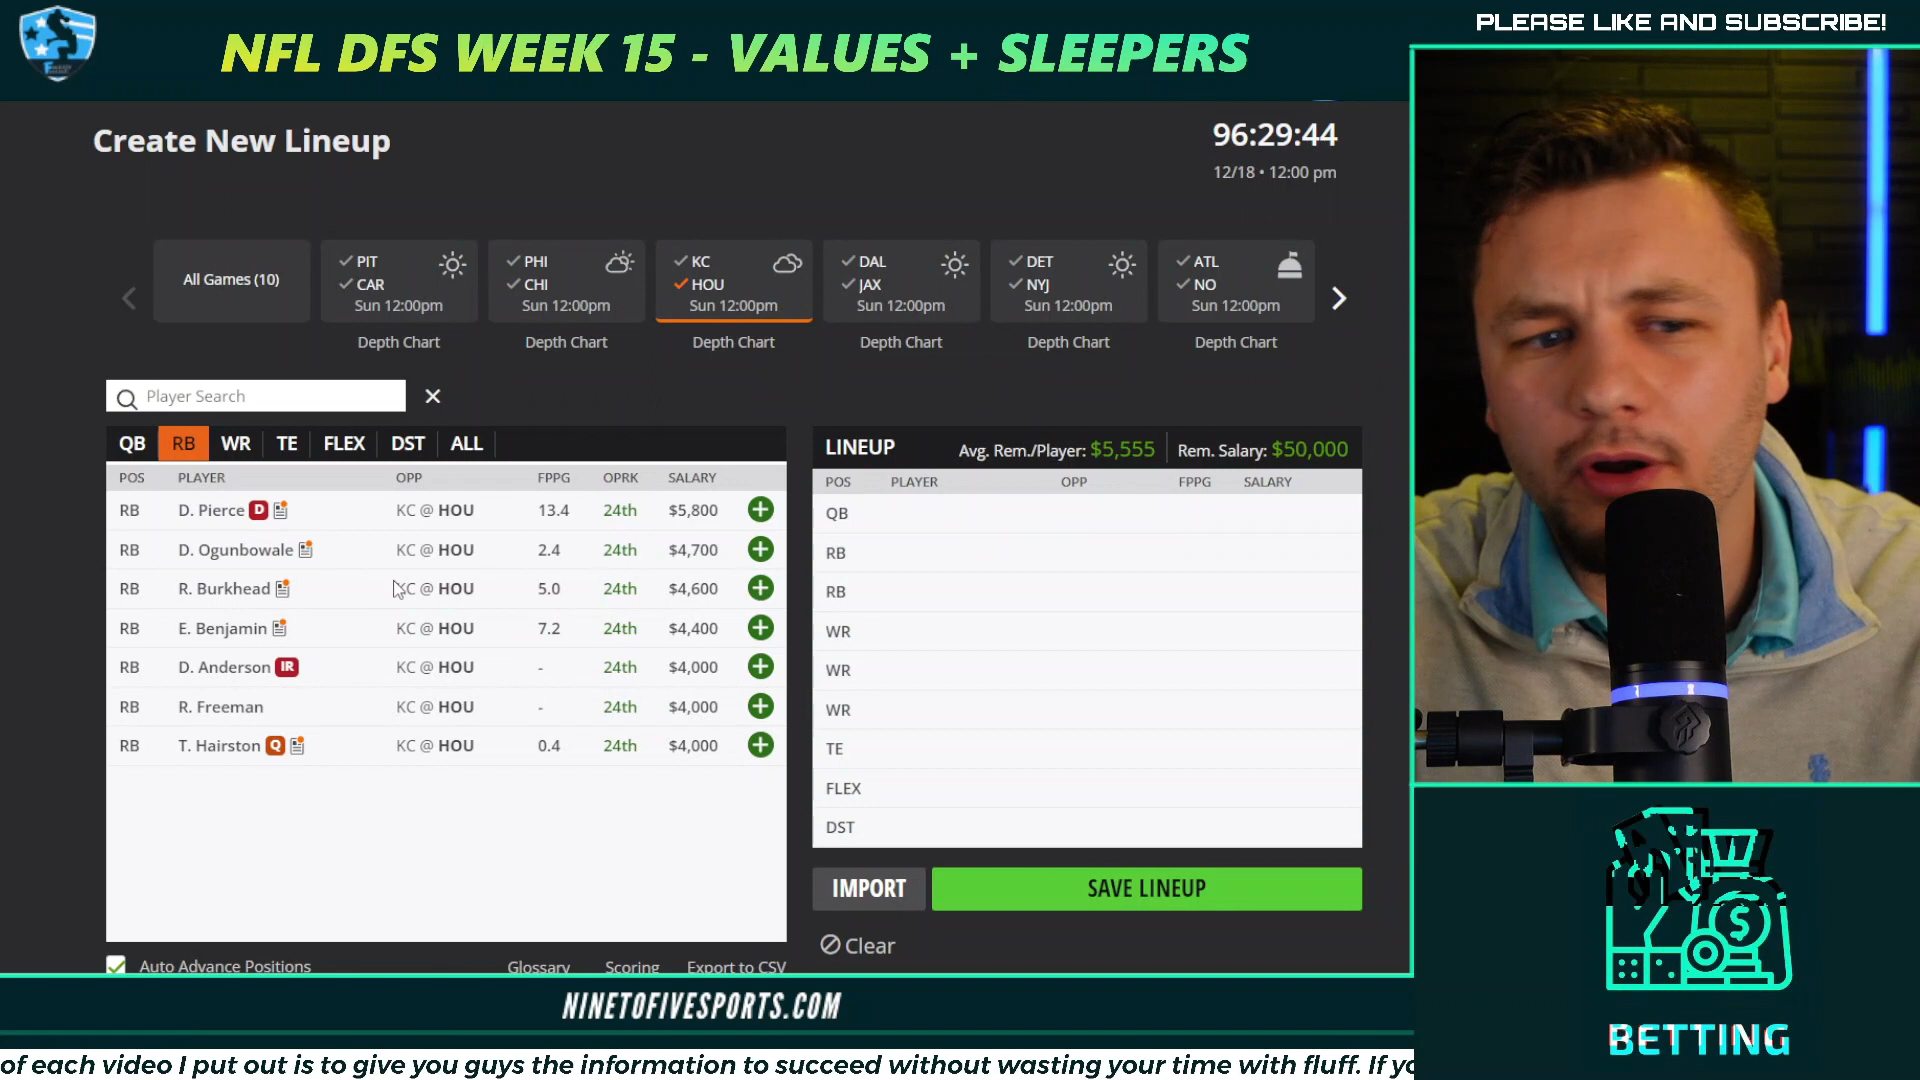 PLEASE LIKE AND SUBSCRIBE!
NFL DFS WEEK 15 - VALUES + SLEEPERS
Create New Lineup
96:29:44
12/18 • 12:00 pm
All Games (10)
PIT
CAR
Sun 12:00pm
Depth Chart
PHI
CHI
Sun 12:00pm
Depth Chart
KC
HOU
Sun 12:00pm
Depth Chart
DAL
JAX
Sun 12:00pm
Depth Chart
DET
NYJ
Sun 12:00pm
Depth Chart
ATL
NO
Sun 12:00pm
Depth Chart
Player Search
QB RB WR TE FLEX DST ALL
POS PLAYER OPP FPPG OPRK SALARY
RB D. Pierce D KC @ HOU 13.4 24th $5,800
RB D. Ogunbowale KC @ HOU 2.4 24th $4,700
RB R. Burkhead KC @ HOU 5.0 24th $4,600
RB E. Benjamin KC @ HOU 7.2 24th $4,400
RB D. Anderson IR KC @ HOU - 24th $4,000
RB R. Freeman KC @ HOU - 24th $4,000
RB T. Hairston Q KC @ HOU 0.4 24th $4,000
Auto Advance Positions Glossary Scoring Export to CSV
LINEUP Avg. Rem./Player: $5,555 Rem. Salary: $50,000
POS PLAYER OPP FPPG SALARY
QB
RB
RB
WR
WR
WR
TE
FLEX
DST
IMPORT SAVE LINEUP
Clear
NINETOFIVESPORTS.COM
BETTING
of each video I put out is to give you guys the information to succeed without wasting your time with fluff. If yo